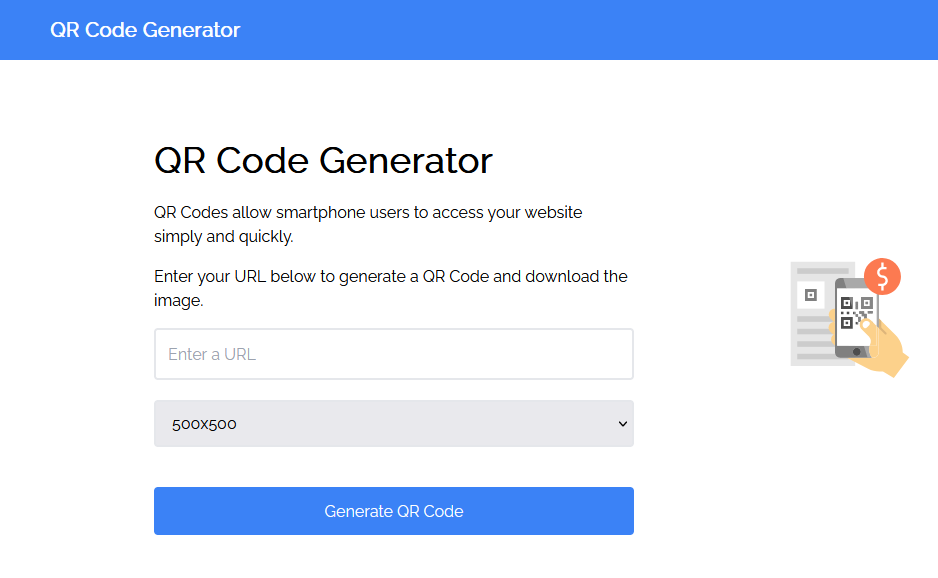 QR Code Generator
QR Code Generator
QR Codes allow smartphone users to access your website
simply and quickly.
Enter your URL below to generate a QR Code and download the
image.
$
Enter a URL
500x500
Generate QR Code